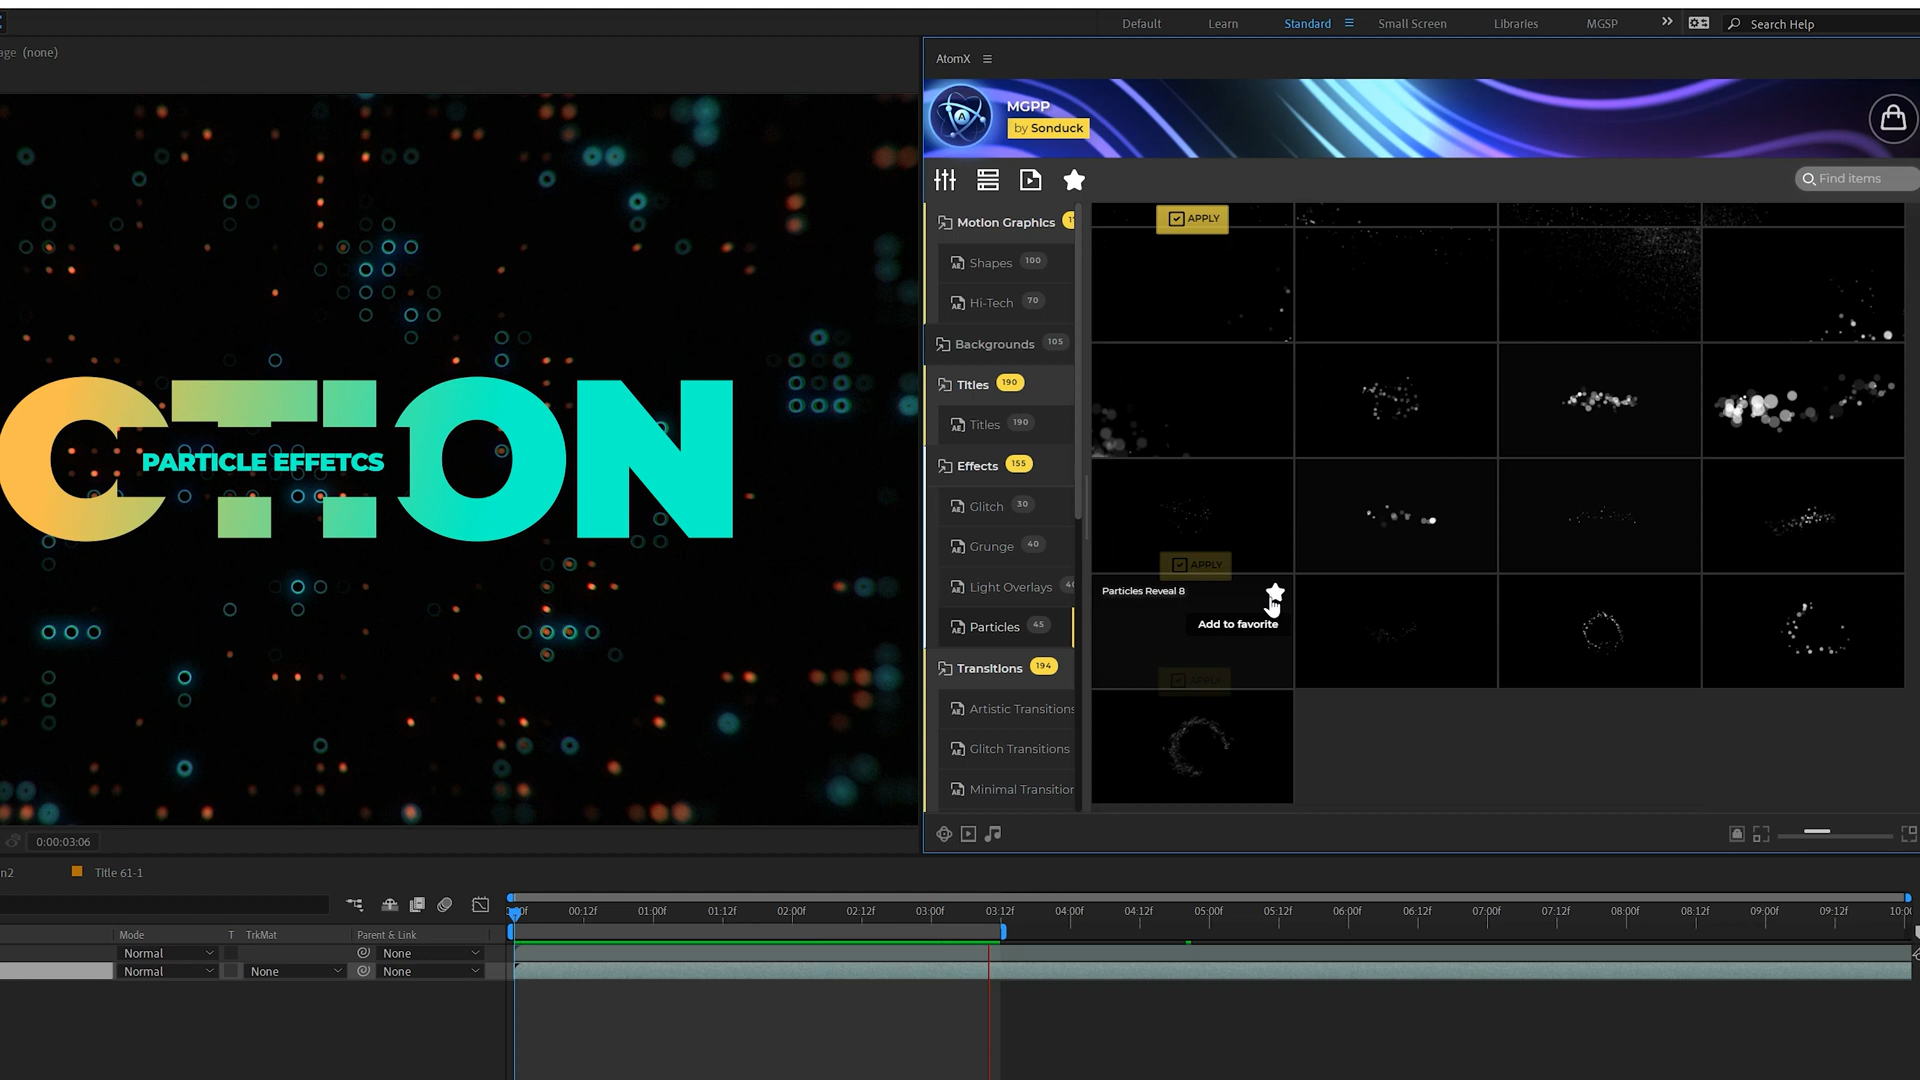 Default
Learn
Standard
Small Screen
Libraries
MGSP
Search Help
age (none)
AtomX
MGPP
by Sonduck
Find items
Motion Graphics
Shapes 100
Hi-Tech 70
Backgrounds 105
Titles 190
Titles 190
Effects 155
Glitch 30
Grunge 40
Light Overlays
Particles 45
Transitions 194
Artistic Transitions
Glitch Transitions
Minimal Transition
APPLY
APPLY
Particles Reveal 8
Add to favorite
APPLY
CTION
PARTICLE EFFETCS
0:00:03:06
n2
Title 61-1
00:12f
01:00f
01:12f
02:00f
02:12f
03:00f
03:12f
04:00f
04:12f
05:00f
05:12f
06:00f
06:12f
07:00f
07:12f
08:00f
08:12f
09:00f
09:12f
10:00
Mode
T TrkMat
Parent & Link
Normal
None
Normal
None
None